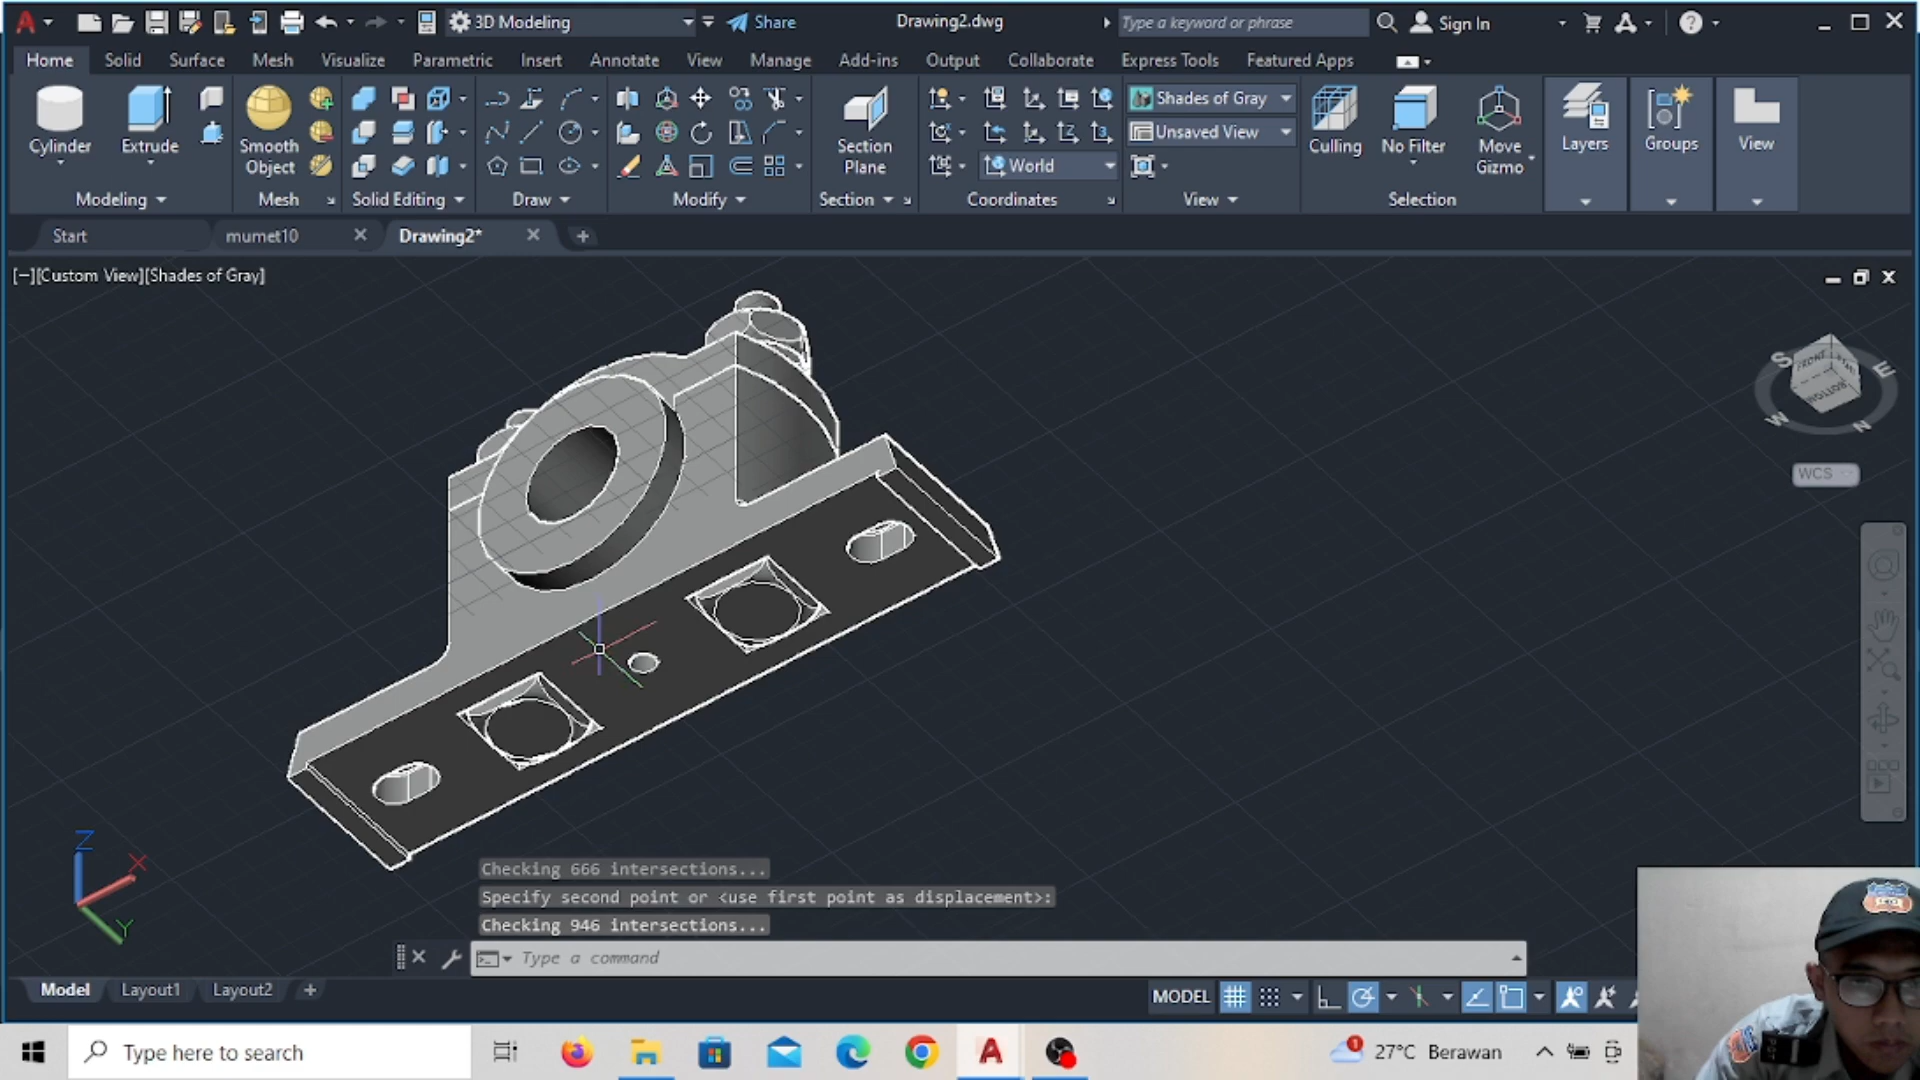 3D Modeling
Share
Drawing2.dwg
Type a keyword or phrase
Sign In
Home Solid Surface Mesh Visualize Parametric Insert Annotate View Manage Add-ins Output Collaborate Express Tools Featured Apps
Cylinder
Extrude
Smooth Object
Section Plane
Shades of Gray
Unsaved View
World
Culling
No Filter
Move Gizmo
Layers
Groups
View
Modeling Mesh Solid Editing Draw Modify Section Coordinates View Selection
Start mumet10 Drawing2*
[−][Custom View][Shades of Gray]
S
E
W
N
FRONT
BOTTOM
WCS
Z
X
Y
Checking 666 intersections...
Specify second point or <use first point as displacement>:
Checking 946 intersections...
Type a command
Model Layout1 Layout2
MODEL
Type here to search
1
27°C Berawan